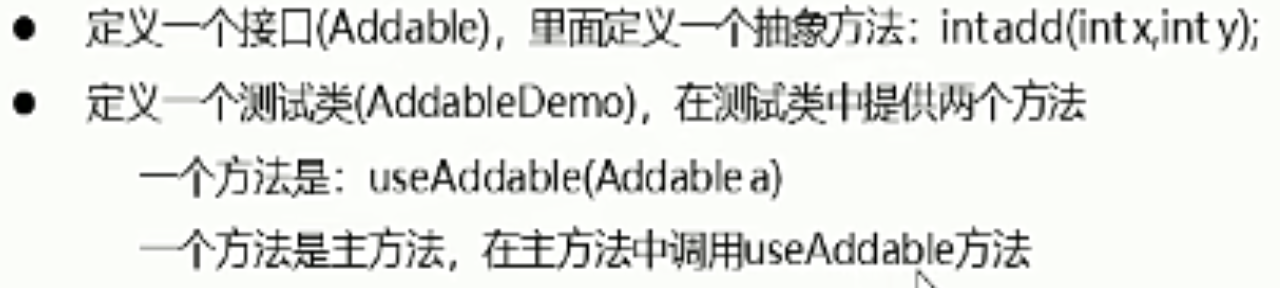 ● 定义一个接口(Addable)，里面定义一个抽象方法：int add(int x,int y);
● 定义一个测试类(AddableDemo)，在测试类中提供两个方法
一个方法是：useAddable(Addable a)
一个方法是主方法，在主方法中调用useAddable方法